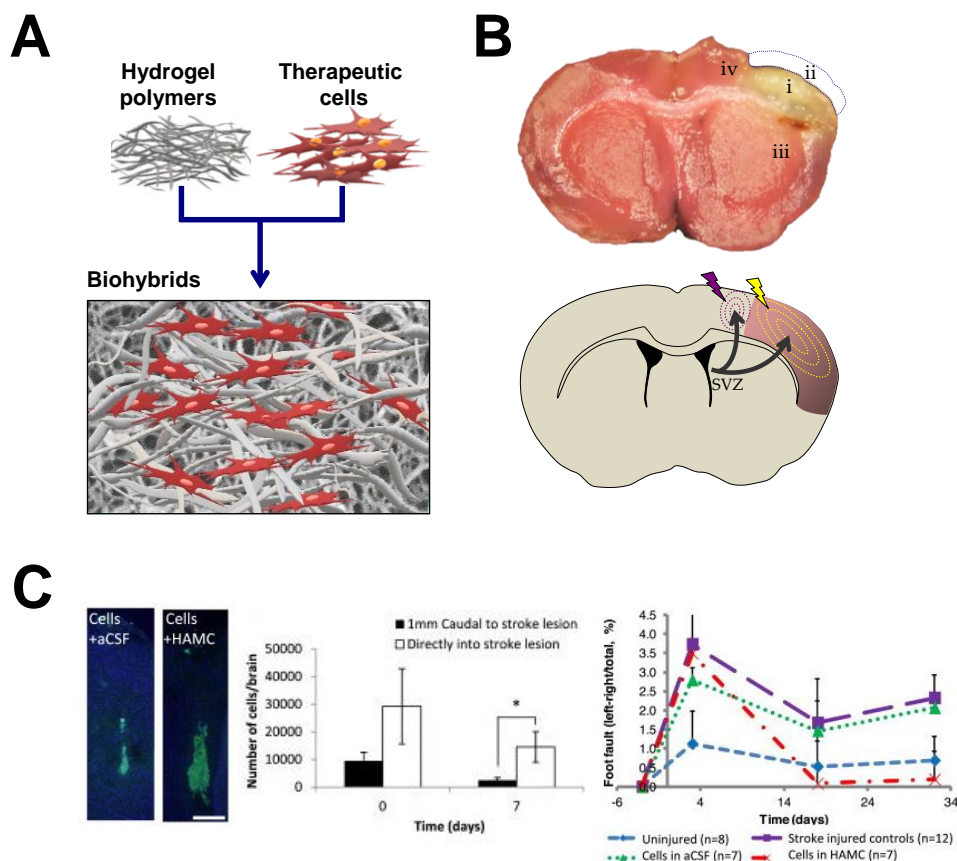 A
Hydrogel
polymers
Therapeutic
cells
Biohybrids
B
iv
ii
i
iii
SVZ
C
Cells
+aCSF
Cells
+HAMC
Number of cells/brain
50000
40000
30000
20000
10000
0
1mm Caudal to stroke lesion
Directly into stroke lesion
*
0
7
Time (days)
Foot fault (left-right/total, %)
4.5
4.0
3.5
3.0
2.5
2.0
1.5
1.0
0.5
0.0
-6
4
14
24
34
Time (days)
Uninjured (n=8)
Stroke injured controls (n=12)
Cells in aCSF (n=7)
Cells in HAMC (n=7)